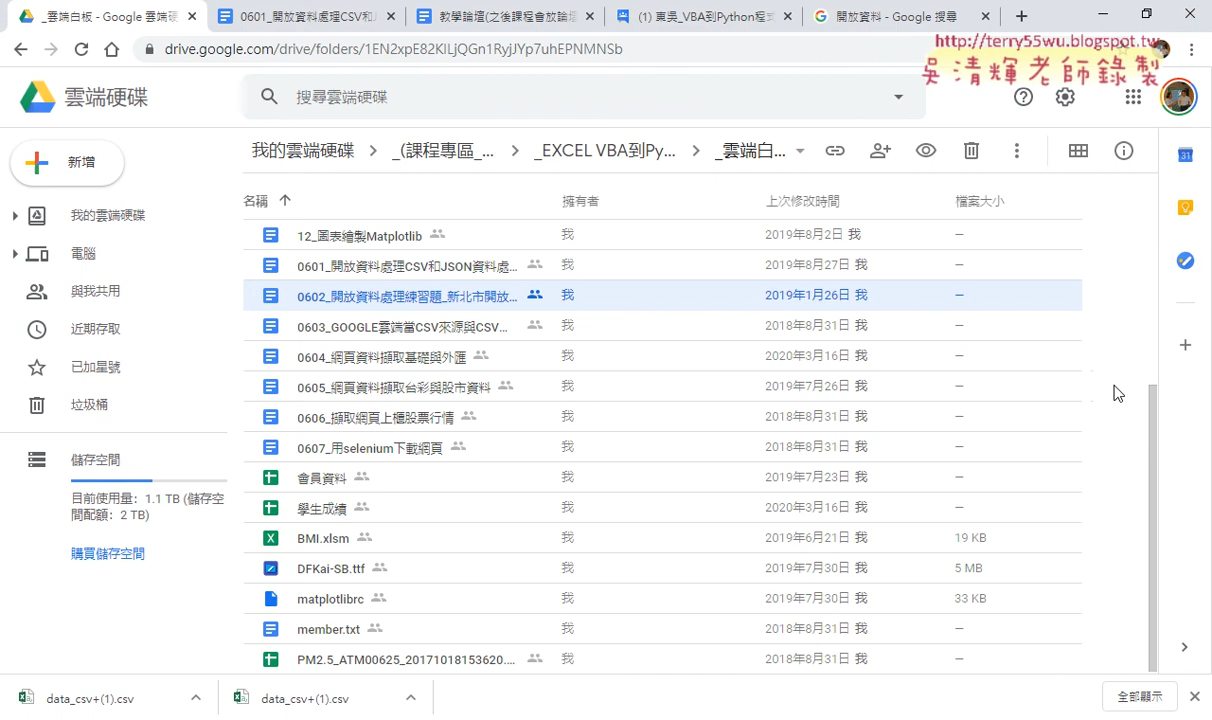 _雲端白板 - Google 雲端硬
0601_開放資料處理CSV和J
教學論壇(之後課程會放論壇
(1) 東吳_VBA到Python程式
開放資料 - Google 搜尋
drive.google.com/drive/folders/1EN2xpE82KILjQGn1RyjJYp7uhEPNMNSb
http://terry55wu.blogspot.tw
吳清輝老師錄製
雲端硬碟
搜尋雲端硬碟
新增
我的雲端硬碟 > _(課程專區_... > _EXCEL VBA到Py... > _雲端白...
名稱 擁有者 上次修改時間 檔案大小
我的雲端硬碟
電腦
與我共用
近期存取
已加星號
垃圾桶
儲存空間
目前使用量：1.1 TB (儲存空
間配額：2 TB)
購買儲存空間
12_圖表繪製Matplotlib 我 2019年8月2日 我 –
0601_開放資料處理CSV和JSON資料處... 我 2019年8月27日 我 –
0602_開放資料處理練習題_新北市開放... 我 2019年1月26日 我 –
0603_GOOGLE雲端當CSV來源與CSV... 我 2018年8月31日 我 –
0604_網頁資料擷取基礎與外匯 我 2020年3月16日 我 –
0605_網頁資料擷取台彩與股市資料 我 2019年7月26日 我 –
0606_擷取網頁上櫃股票行情 我 2018年8月31日 我 –
0607_用selenium下載網頁 我 2018年8月31日 我 –
會員資料 我 2019年7月23日 我 –
學生成績 我 2020年3月16日 我 –
BMI.xlsm 我 2019年6月21日 我 19 KB
DFKai-SB.ttf 我 2019年7月30日 我 5 MB
matplotlibrc 我 2019年7月30日 我 33 KB
member.txt 我 2018年8月31日 我 –
PM2.5_ATM00625_20171018153620.... 我 2018年8月31日 我 –
31
data_csv+(1).csv
data_csv+(1).csv
全部顯示